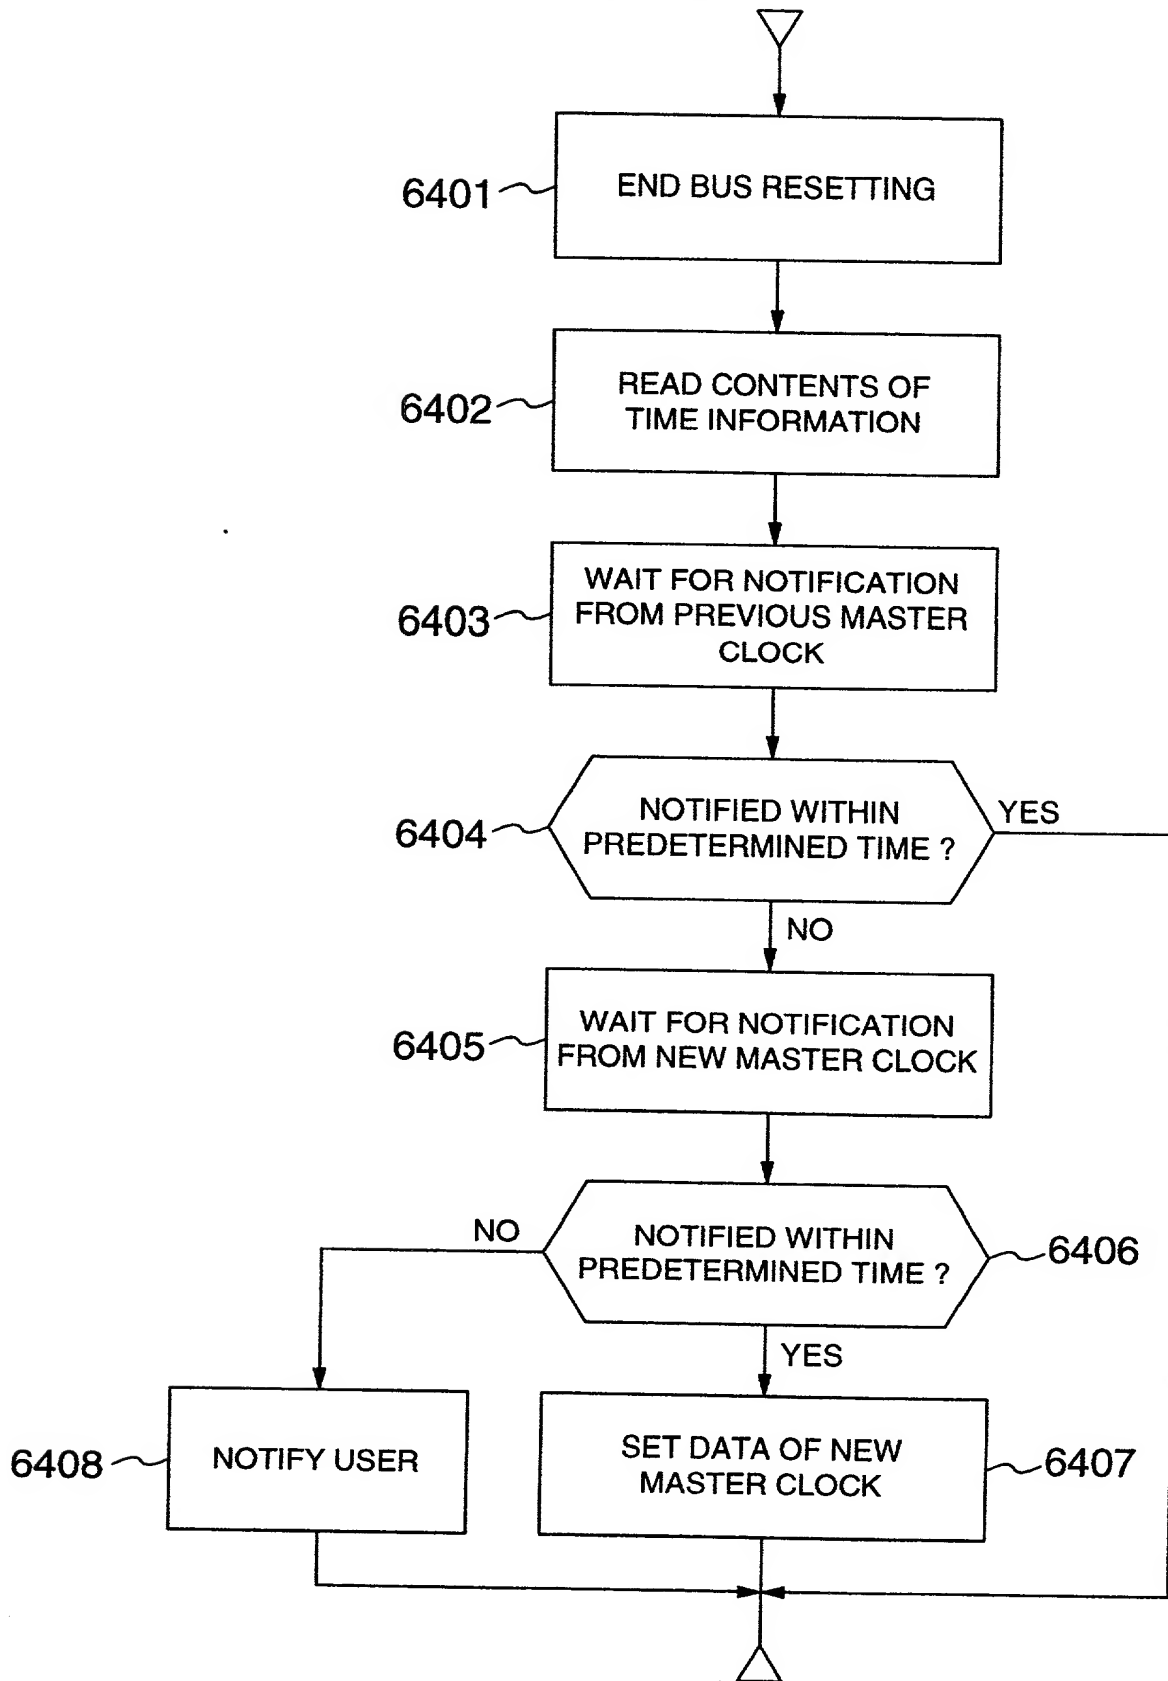 6401
END BUS RESETTING
6402
READ CONTENTS OF
TIME INFORMATION
6403
WAIT FOR NOTIFICATION
FROM PREVIOUS MASTER
CLOCK
6404
NOTIFIED WITHIN
PREDETERMINED TIME ?
YES
NO
6405
WAIT FOR NOTIFICATION
FROM NEW MASTER CLOCK
NO
NOTIFIED WITHIN
PREDETERMINED TIME ?
6406
YES
6408
NOTIFY USER
SET DATA OF NEW
MASTER CLOCK
6407